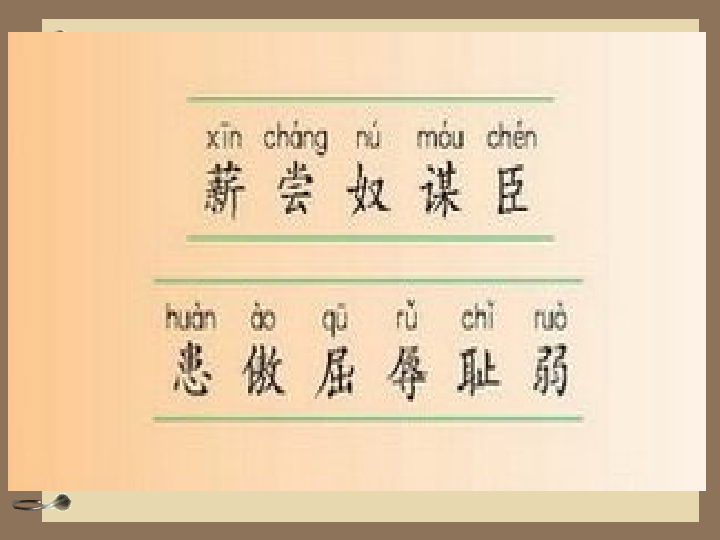 xīn cháng nú móu chén
薪 尝 奴 谋 臣
huàn ào qū rǔ chǐ ruò
患 傲 屈 辱 耻 弱